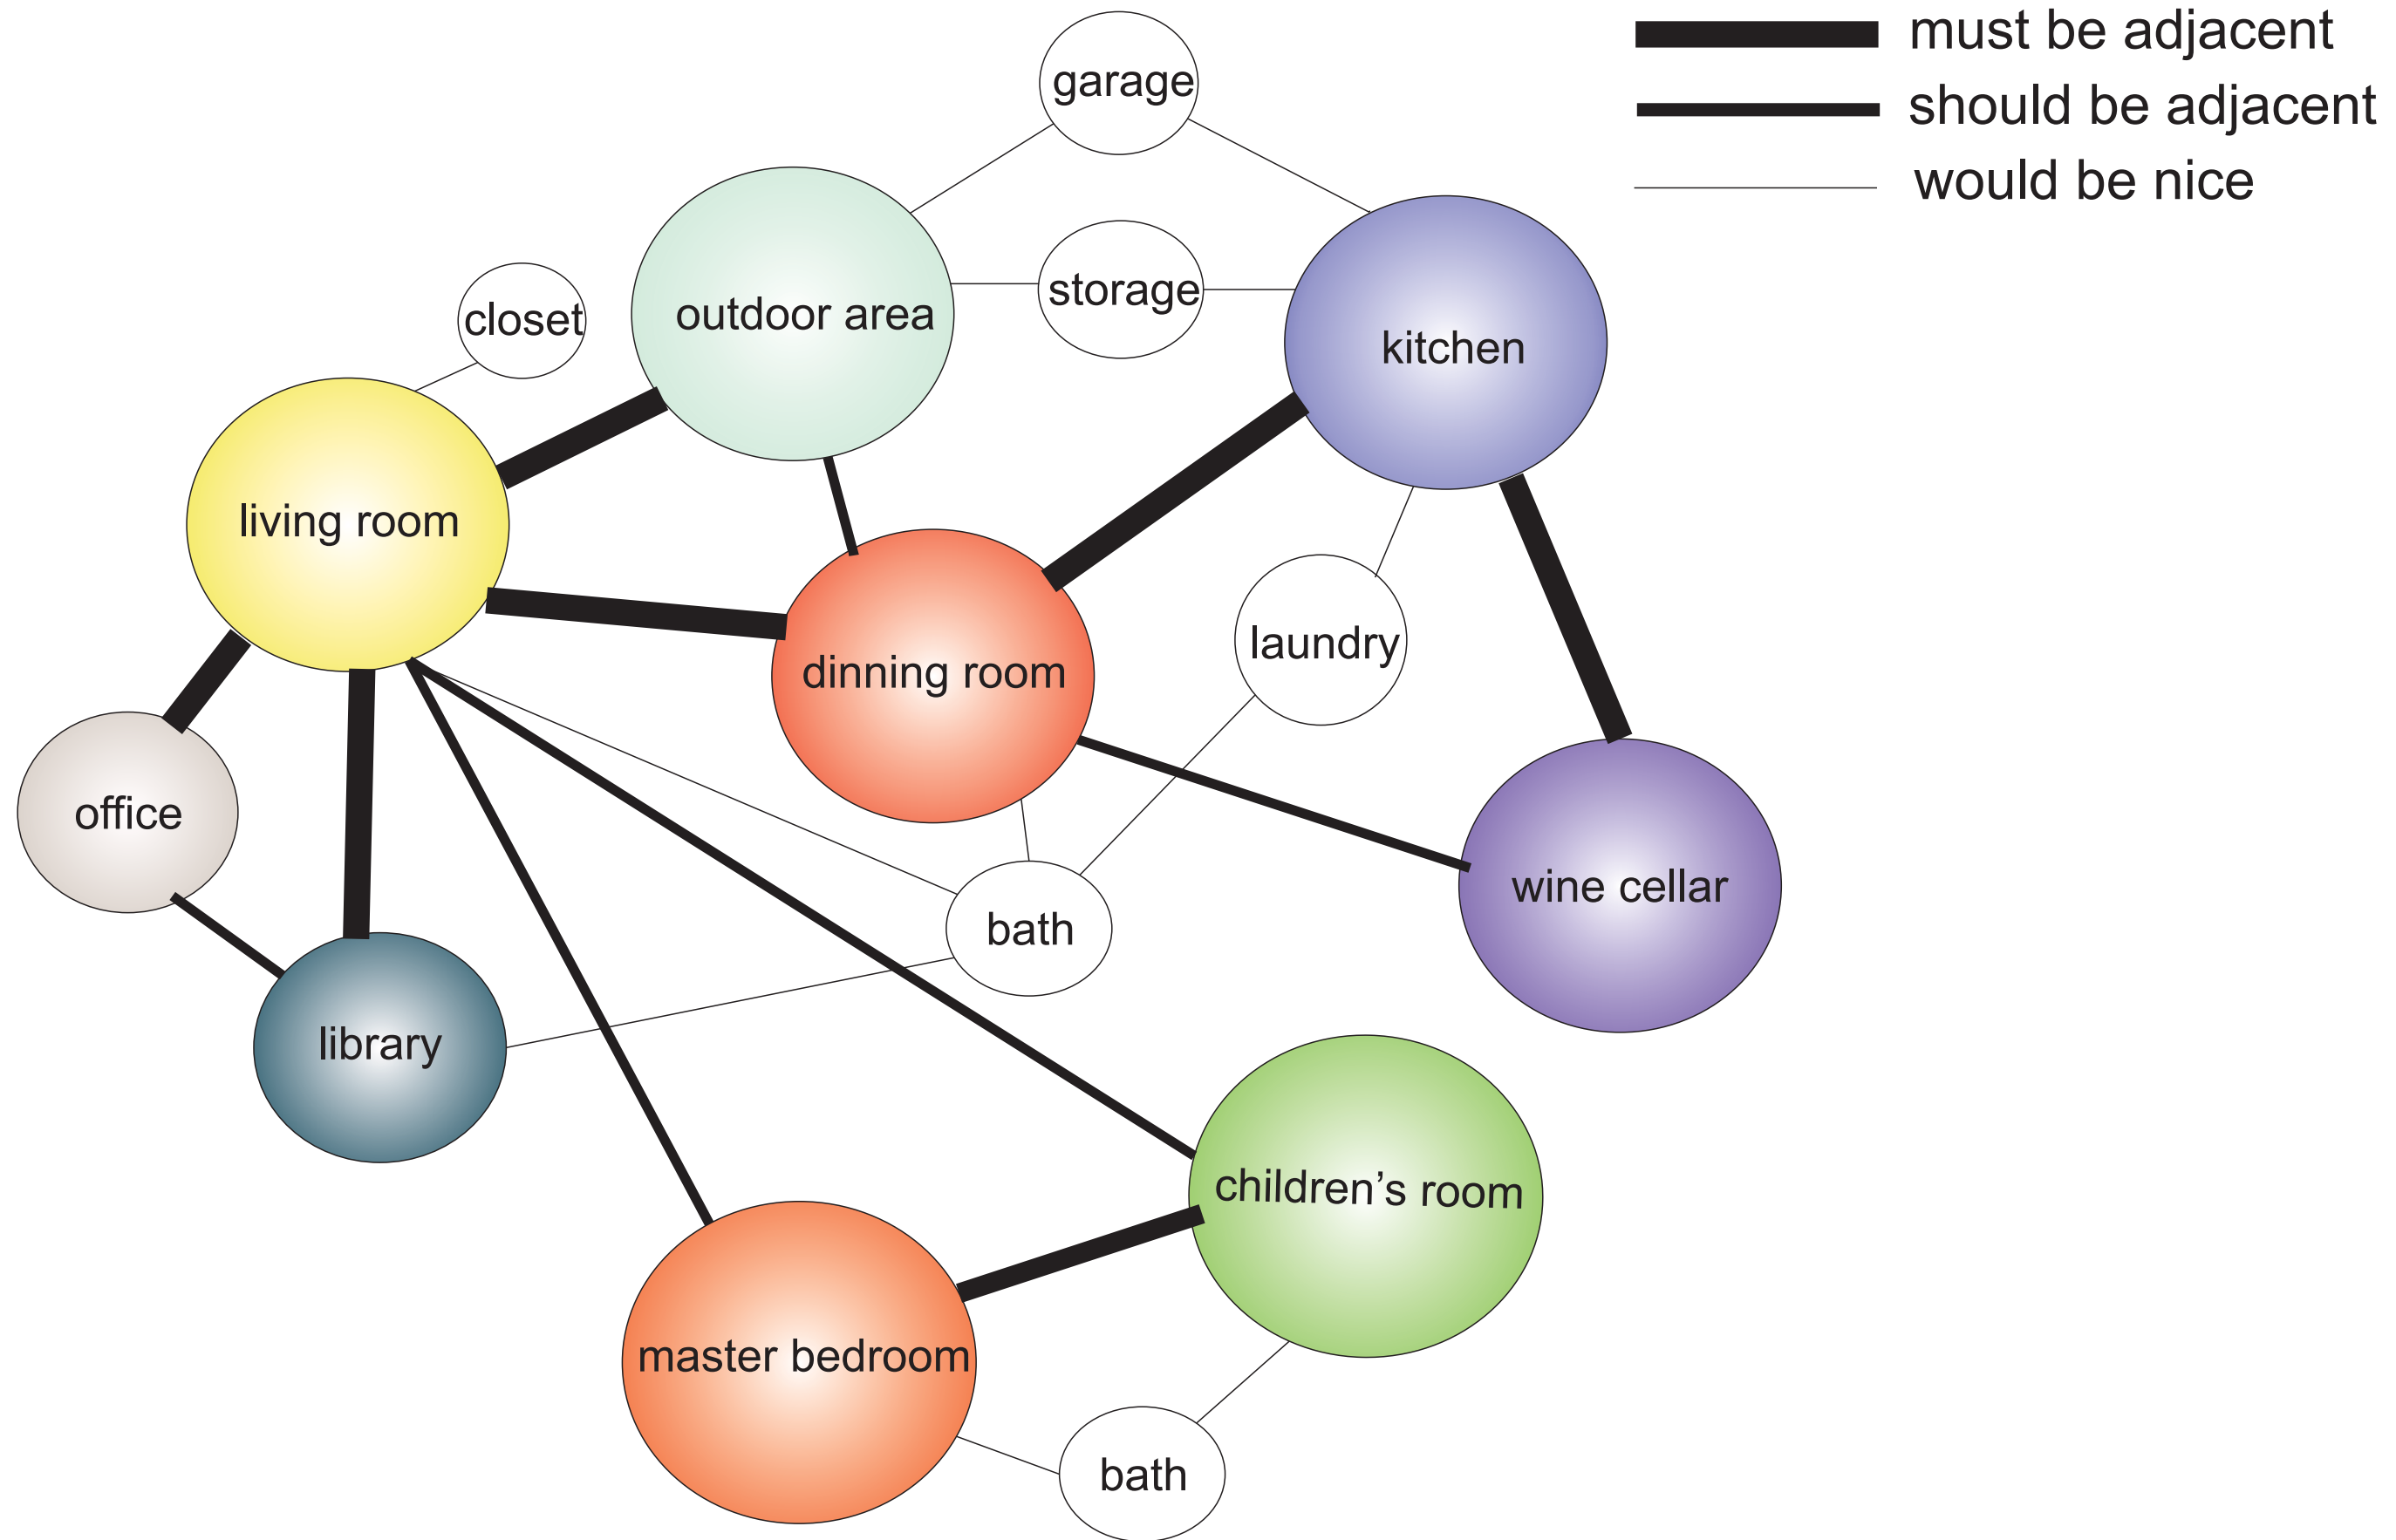 must be adjacent
should be adjacent
would be nice
garage
storage
outdoor area
closet
kitchen
living room
dinning room
laundry
office
wine cellar
bath
library
children's room
master bedroom
bath